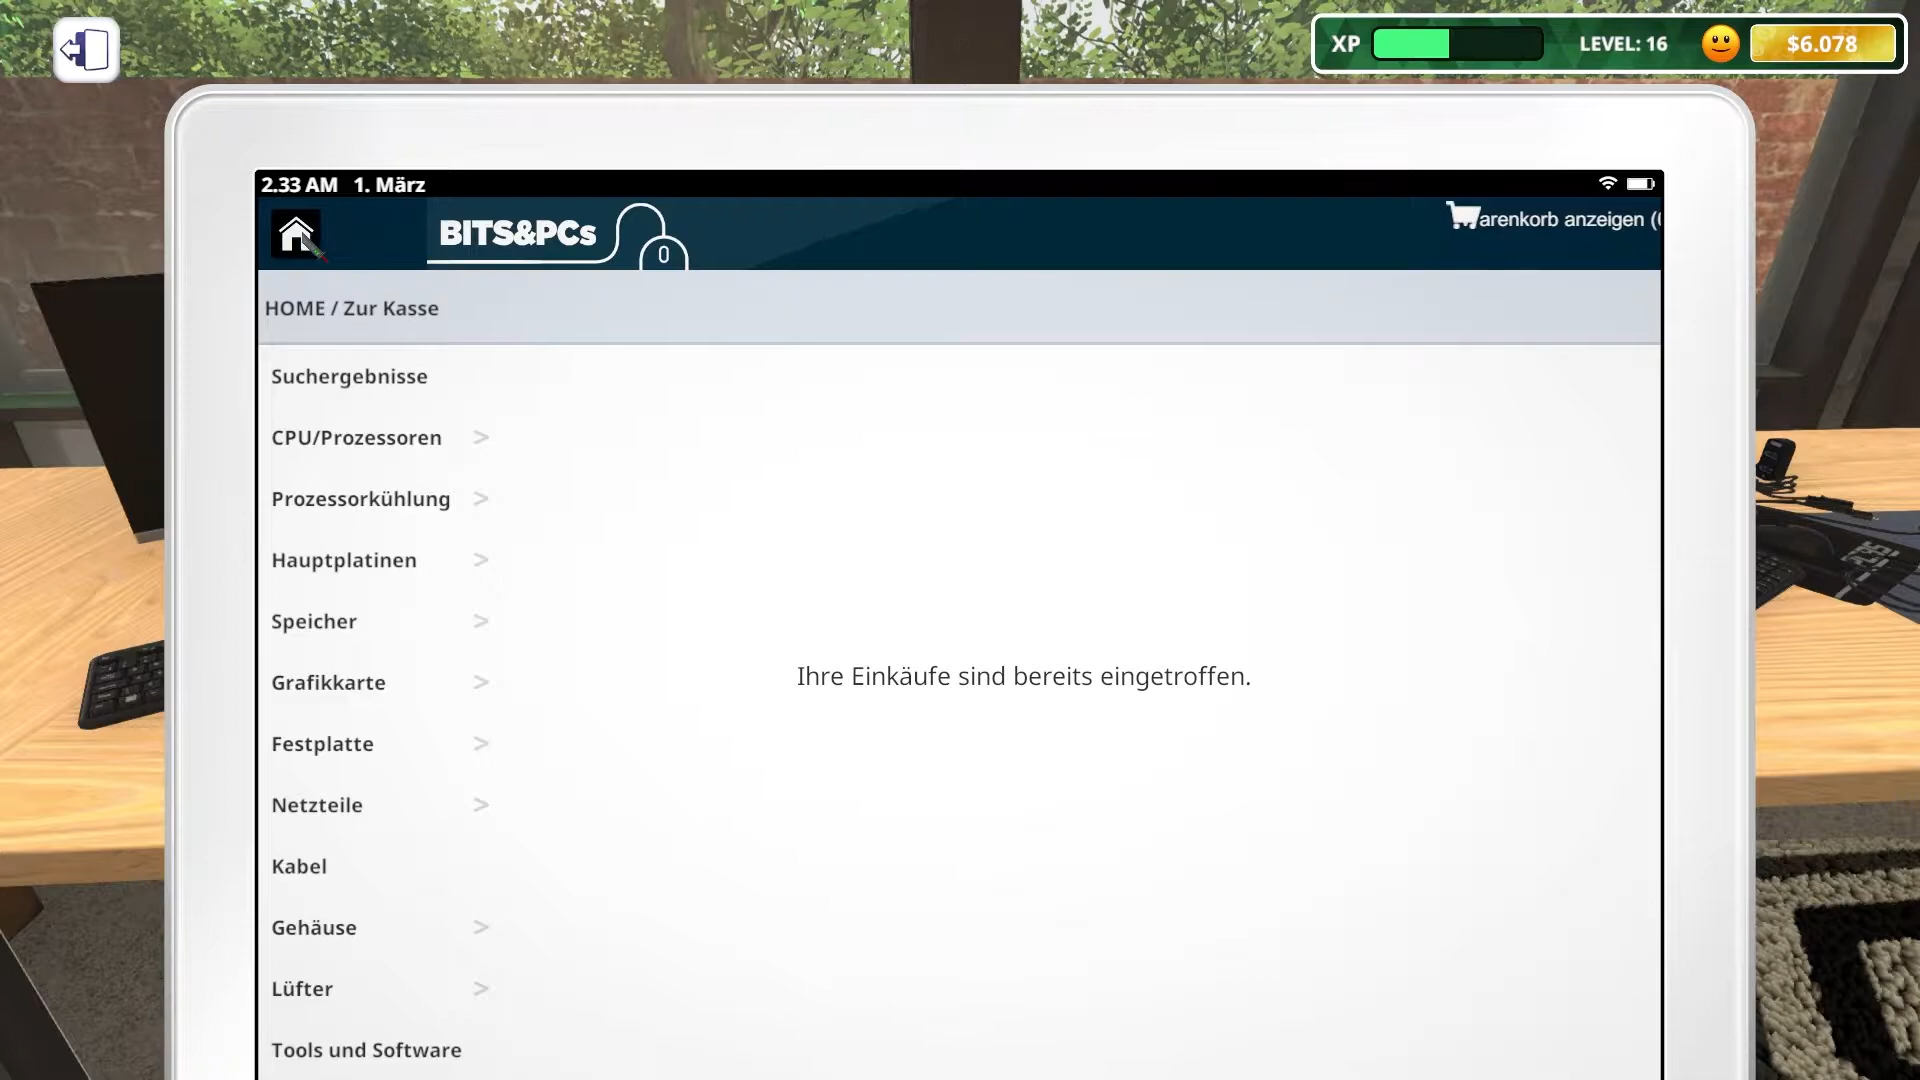 XP
LEVEL: 16
$6.078
2.33 AM 1. März
BITS&PCs
arenkorb anzeigen (
HOME / Zur Kasse
Suchergebnisse
CPU/Prozessoren >
Prozessorkühlung >
Hauptplatinen >
Speicher >
Grafikkarte >
Festplatte >
Netzteile >
Kabel
Gehäuse >
Lüfter >
Tools und Software
Ihre Einkäufe sind bereits eingetroffen.